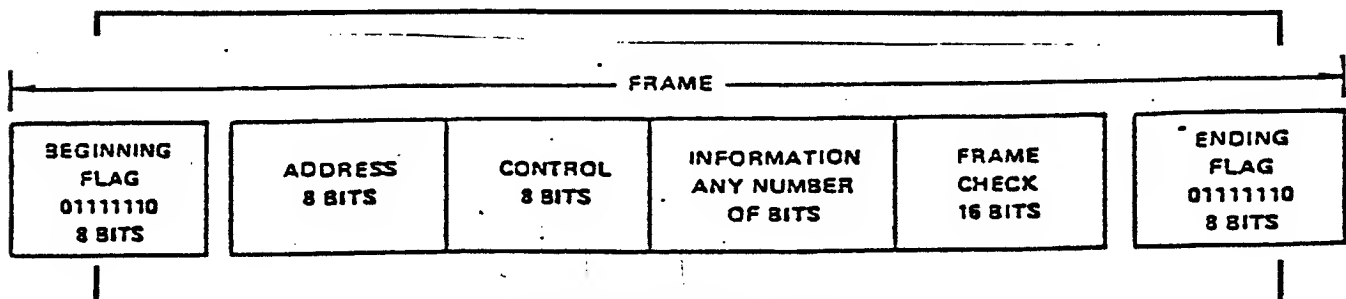 FRAME
BEGINNING
FLAG
01111110
8 BITS
ADDRESS
8 BITS
CONTROL
8 BITS
INFORMATION
ANY NUMBER
OF BITS
FRAME
CHECK
16 BITS
ENDING
FLAG
01111110
8 BITS